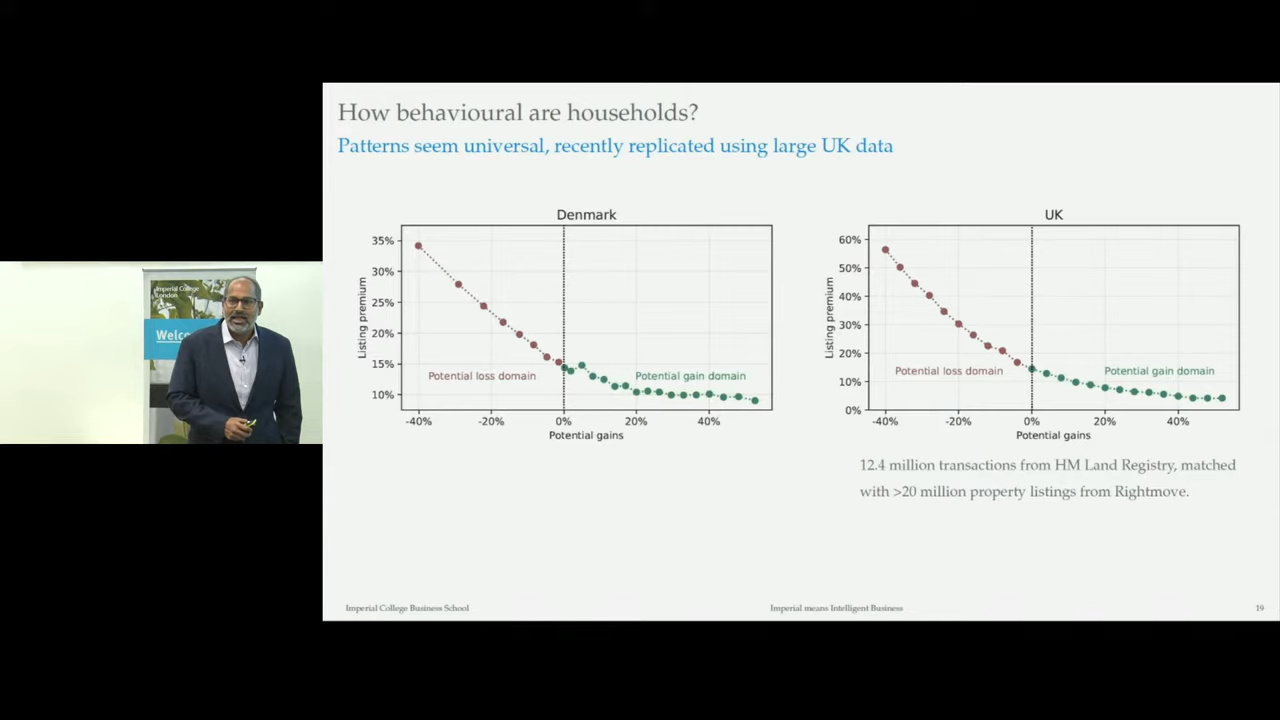 How behavioural are households?
Patterns seem universal, recently replicated using large UK data
Denmark
35%
30%
25%
20%
15%
10%
Listing premium
Potential loss domain
Potential gain domain
-40%
-20%
0%
20%
40%
Potential gains
UK
60%
50%
40%
30%
20%
10%
0%
Listing premium
Potential loss domain
Potential gain domain
-40%
-20%
0%
20%
40%
Potential gains
12.4 million transactions from HM Land Registry, matched
with >20 million property listings from Rightmove.
Imperial College Business School
Imperial means Intelligent Business
19
Imperial College
London